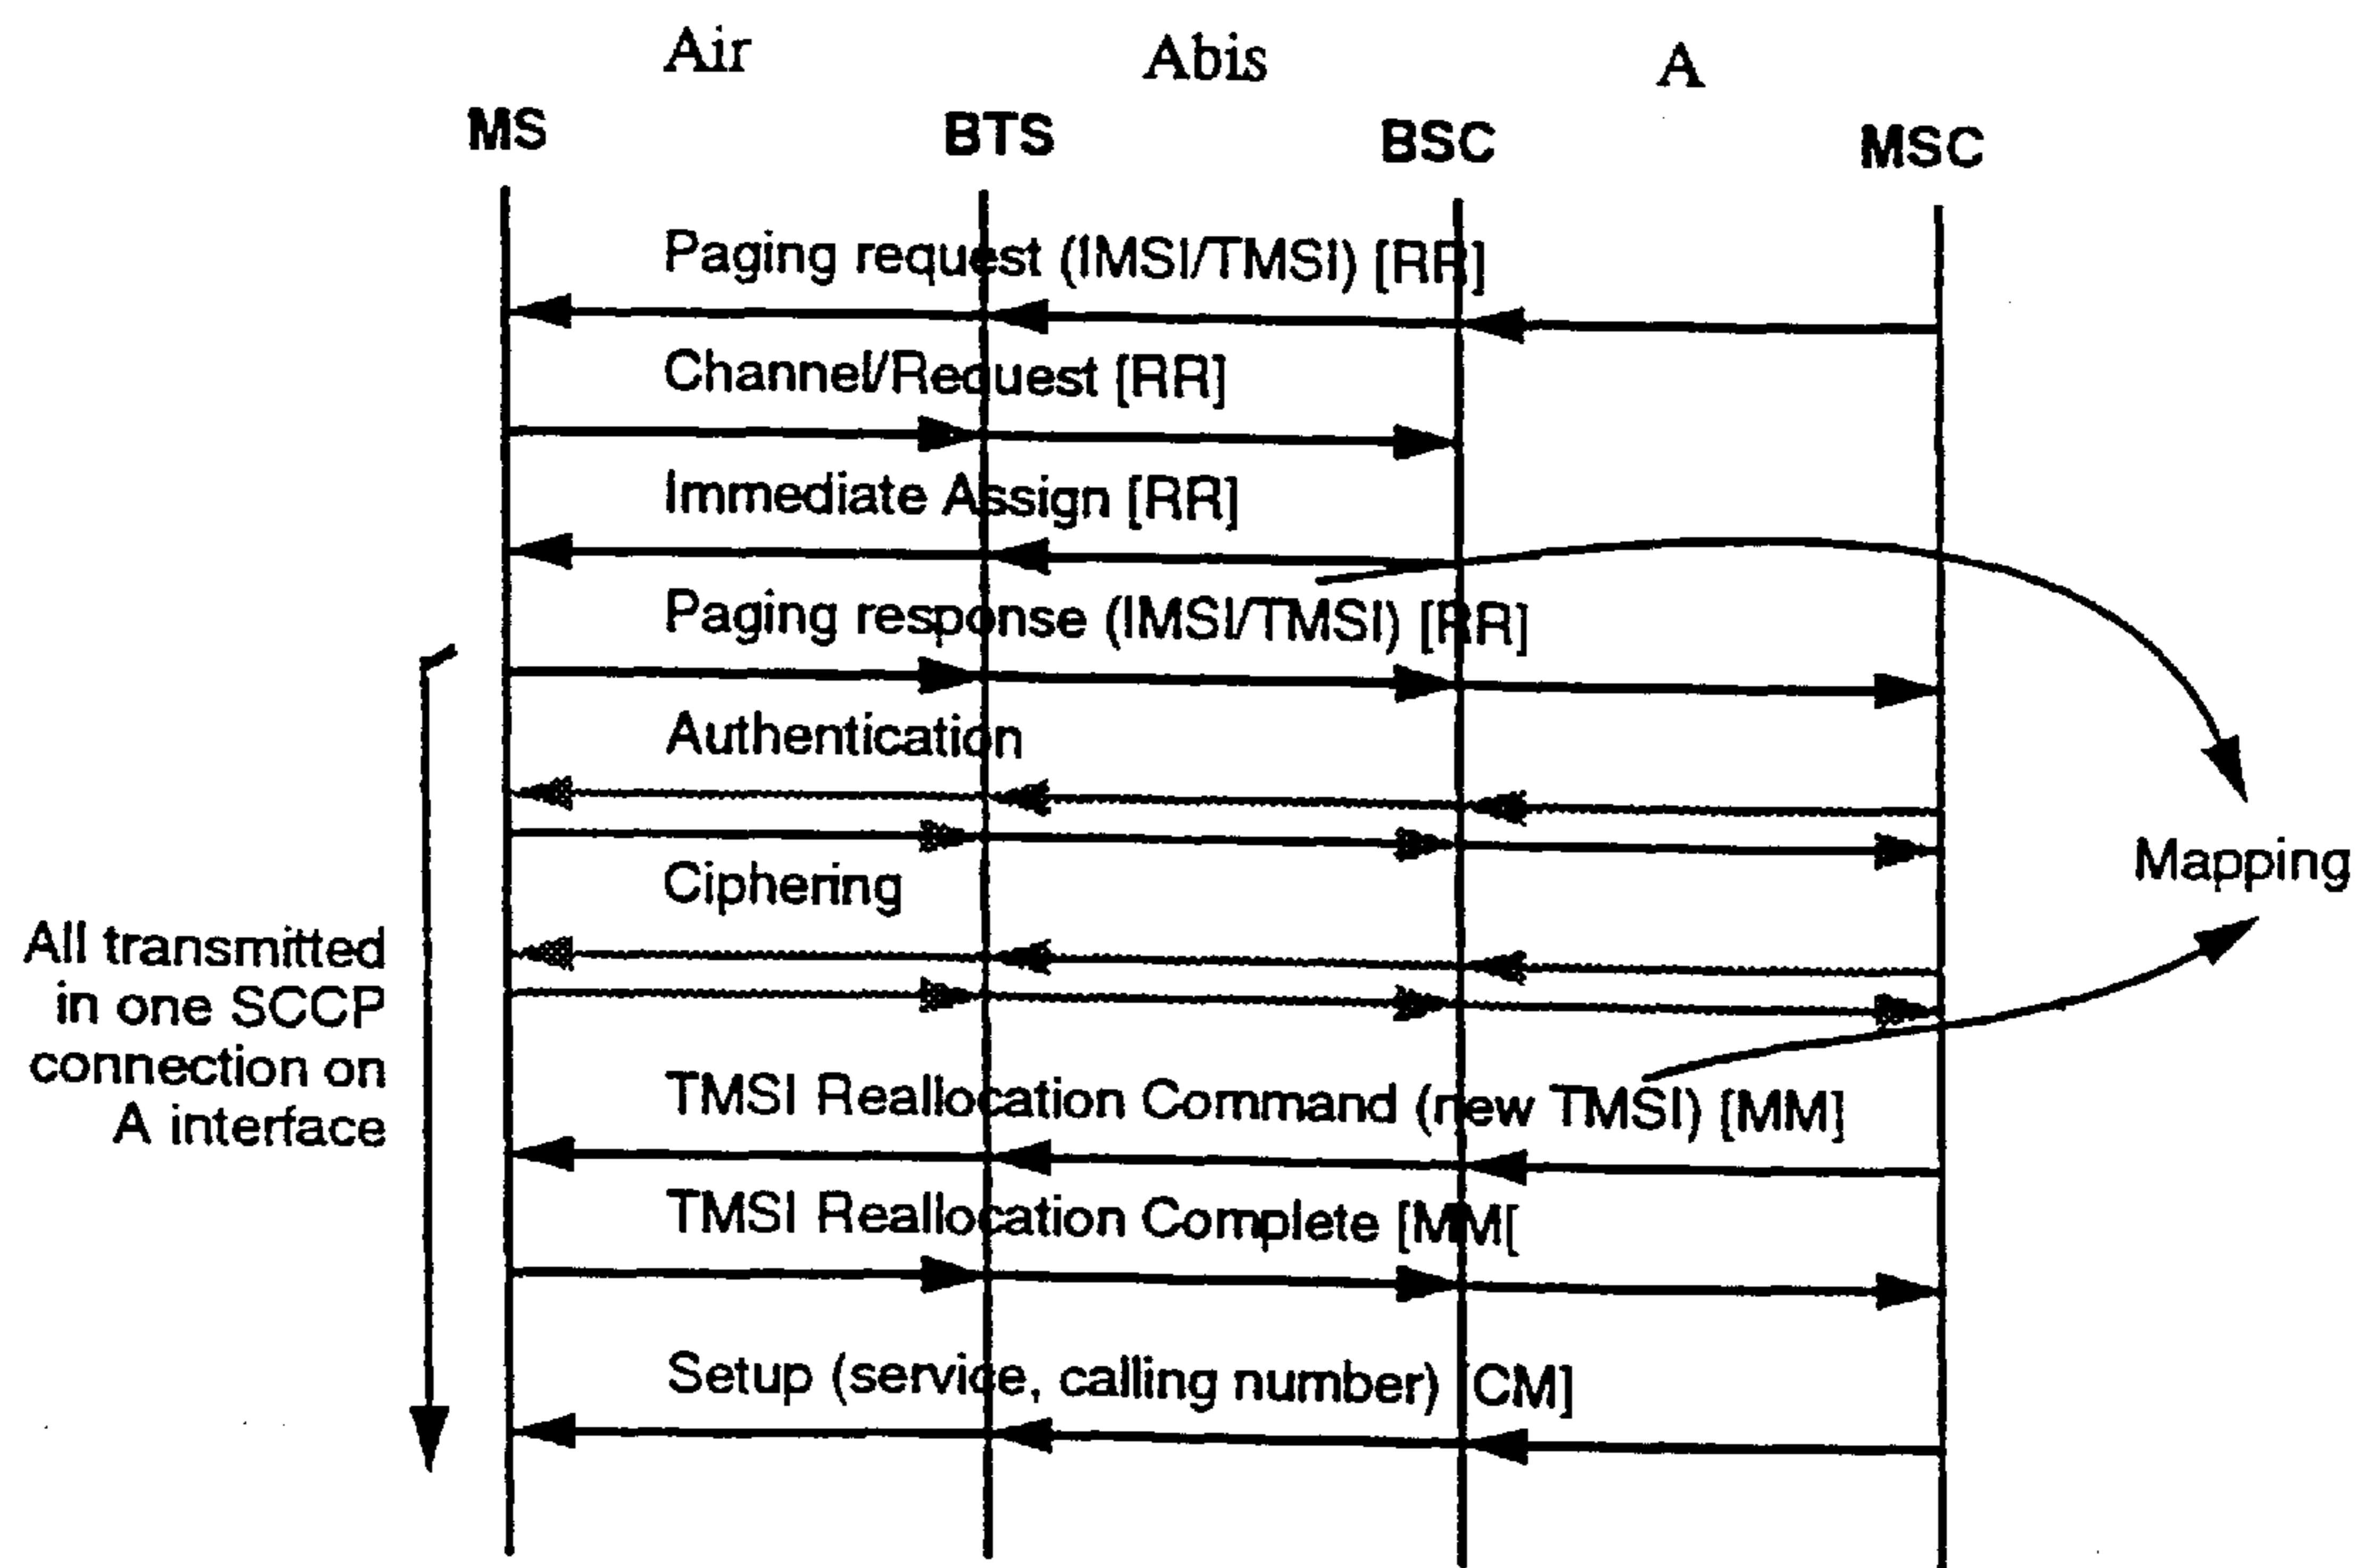 Air Abis A
MS BTS BSC MSC
Paging request (IMSI/TMSI) [RR]
Channel/Request [RR]
Immediate Assign [RR]
Paging response (IMSI/TMSI) [RR]
Authentication
Mapping
Ciphering
All transmitted
in one SCCP
connection on
A interface
TMSI Reallocation Command (new TMSI) [MM]
TMSI Reallocation Complete [MM[
Setup (service, calling number) [CM]